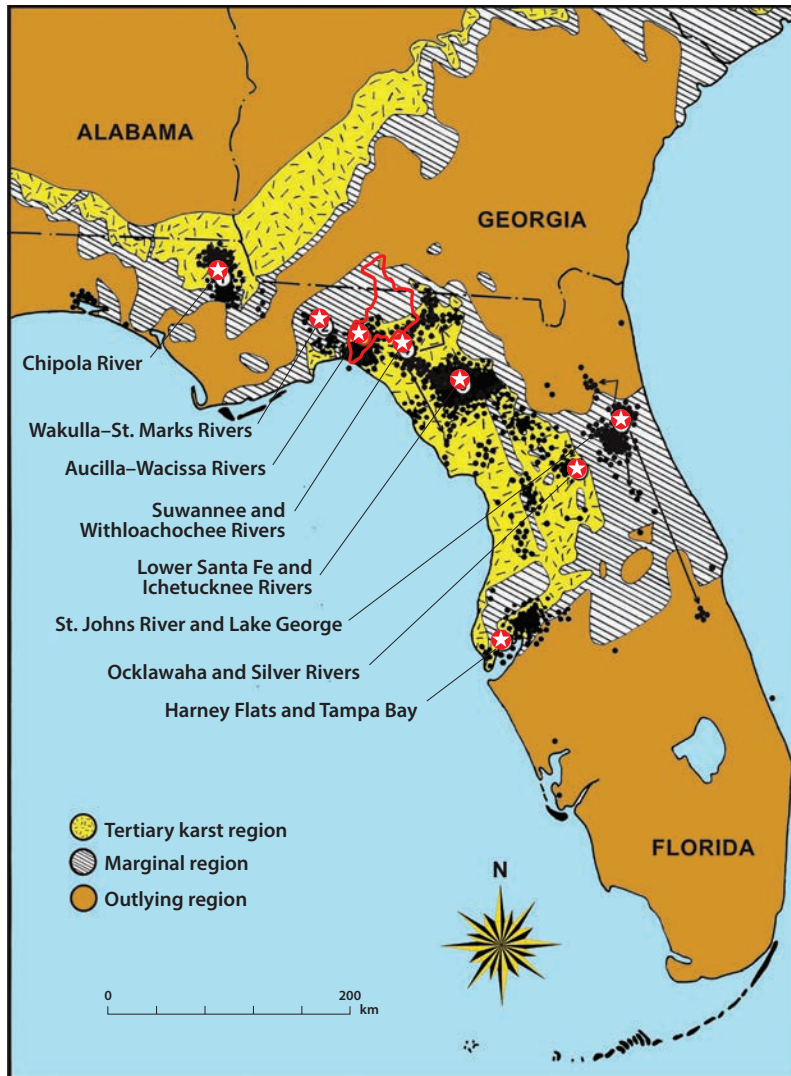 ALABAMA
GEORGIA
Chipola River
Wakulla–St. Marks Rivers
Aucilla–Wacissa Rivers
Suwannee and
Withloachochee Rivers
Lower Santa Fe and
Ichetucknee Rivers
St. Johns River and Lake George
Ocklawaha and Silver Rivers
Harney Flats and Tampa Bay
Tertiary karst region
Marginal region
Outlying region
FLORIDA
N
0
200
km